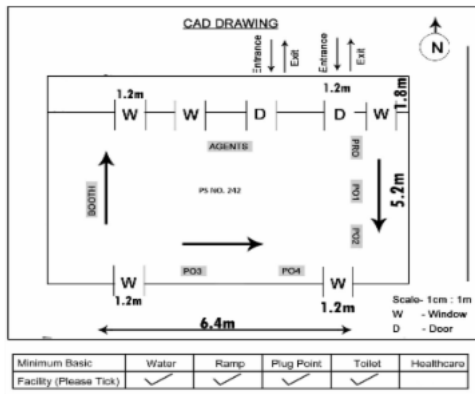 CAD DRAWING
Entrance
Exit
Entrance
Exit
N
1.2m
1.2m
1.8m
W
W
D
D
W
AGENTS
PRO
BOOTH
PS NO. 242
PO1
5.2m
PO2
PO3
PO4
W
W
1.2m
1.2m
6.4m
Scale- 1cm : 1m
W - Window
D - Door
Minimum Basic Water Ramp Plug Point Toilet Healthcare
Facility (Please Tick)